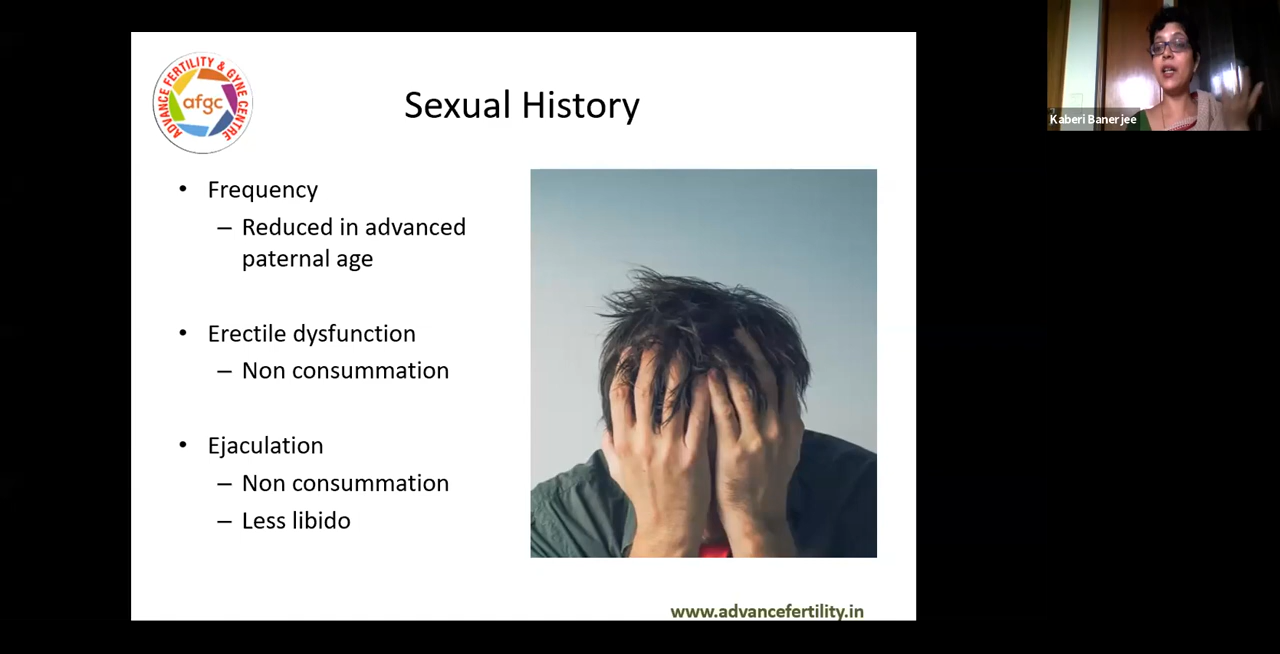 ADVANCE FERTILITY & GYNE CENTRE
afgc
Sexual History
Kaberi Banerjee
• Frequency
– Reduced in advanced
paternal age
• Erectile dysfunction
– Non consummation
• Ejaculation
– Non consummation
– Less libido
www.advancefertility.in